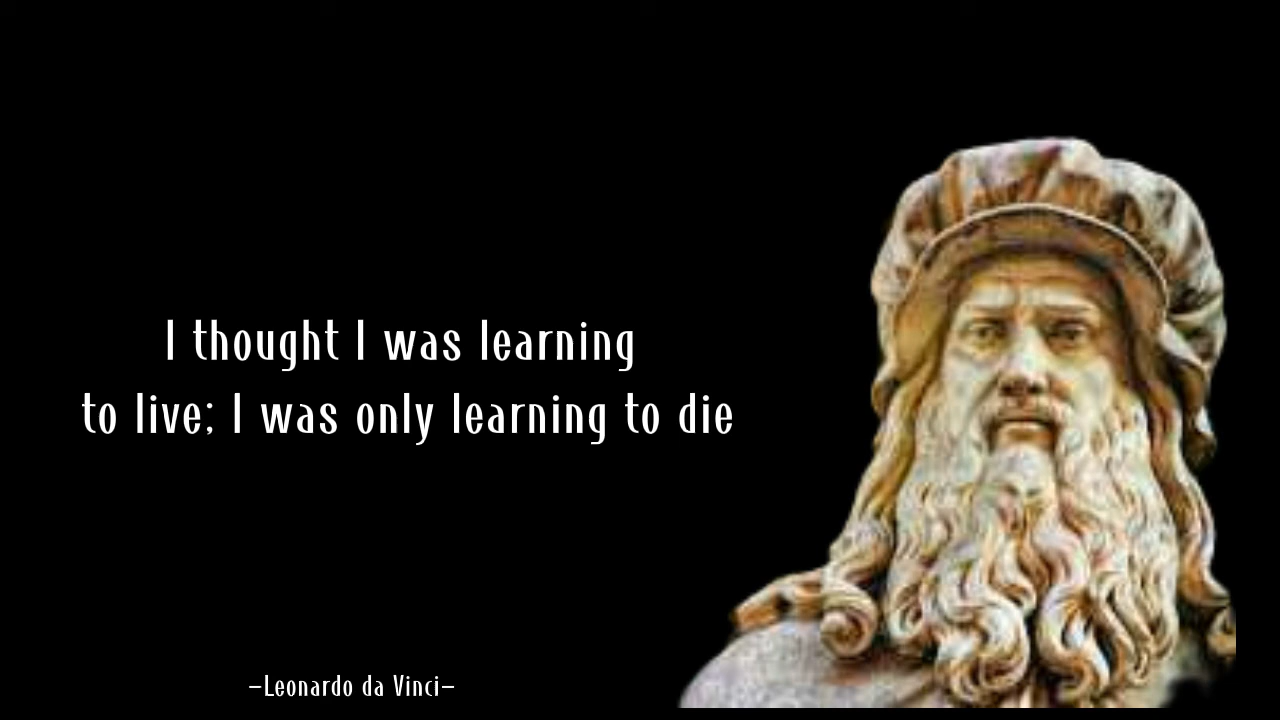 I thought I was learning
to live; I was only learning to die
-Leonardo da Vinci-